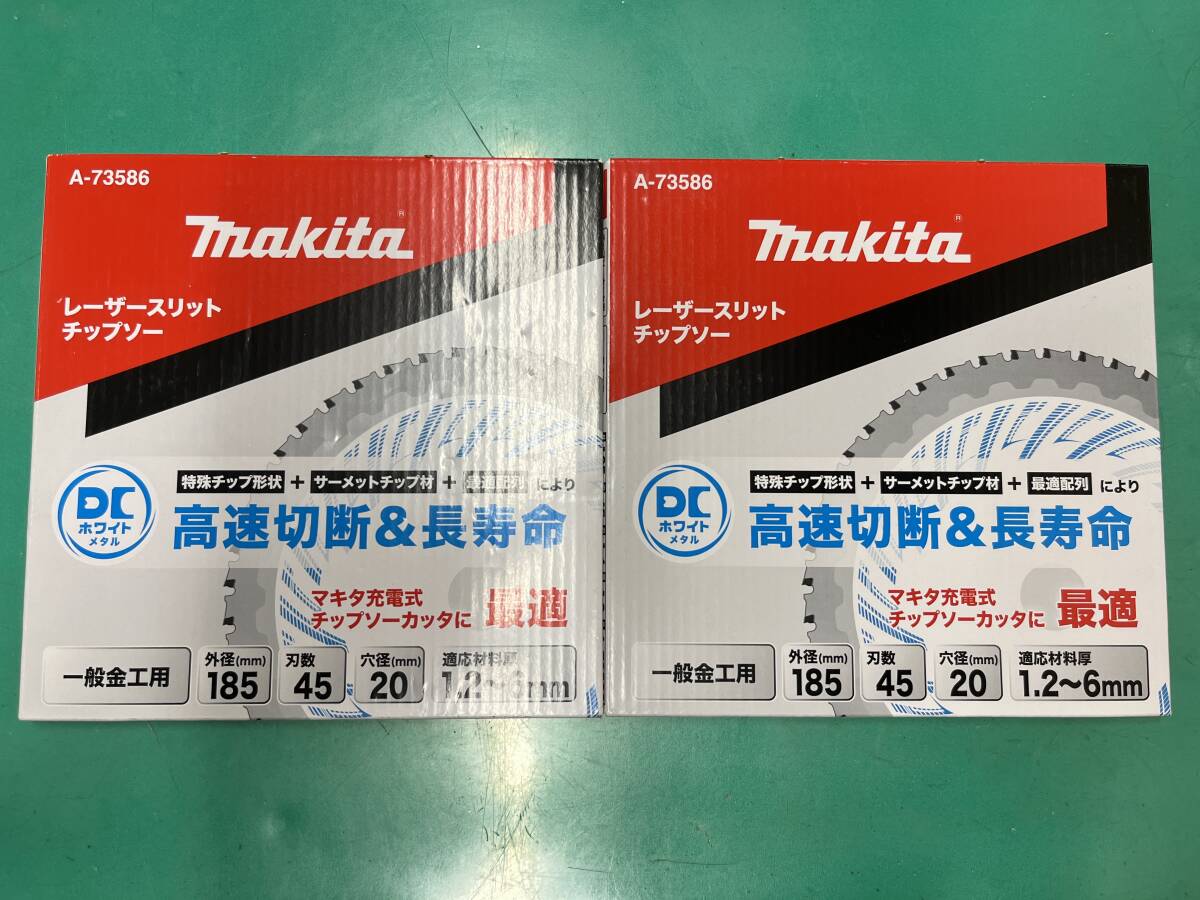 A-73586
makita®
レーザースリット
チップソー
DC
ホワイト
メタル
特殊チップ形状 + サーメットチップ材 + 最適配列 により
高速切断&長寿命
マキタ充電式
チップソーカッタに 最適
一般金工用
外径(mm)
185
刃数
45
穴径(mm)
20
適応材料厚
1.2~6mm
A-73586
makita®
レーザースリット
チップソー
DC
ホワイト
メタル
特殊チップ形状 + サーメットチップ材 + 最適配列 により
高速切断&長寿命
マキタ充電式
チップソーカッタに 最適
一般金工用
外径(mm)
185
刃数
45
穴径(mm)
20
適応材料厚
1.2~6mm